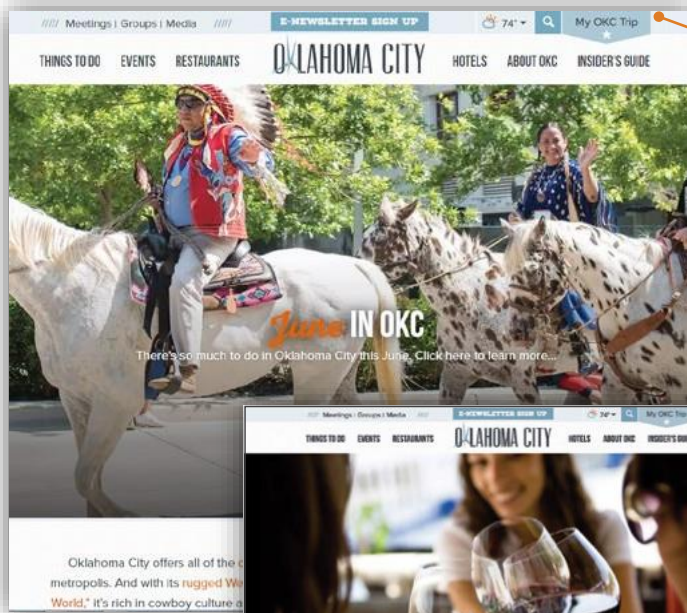 ///// Meetings | Groups | Media /////
E-NEWSLETTER SIGN UP
74°
My OKC Trip
THINGS TO DO EVENTS RESTAURANTS
OKLAHOMA CITY
HOTELS ABOUT OKC INSIDER'S GUIDE
June IN OKC
There's so much to do in Oklahoma City this June. Click here to learn more...
Oklahoma City offers all of the
metropolis. And with its rugged We
World," it's rich in cowboy culture a
///// Meetings | Groups | Media /////
E-NEWSLETTER SIGN UP
74°
My OKC Trip
THINGS TO DO EVENTS RESTAURANTS
OKLAHOMA CITY
HOTELS ABOUT OKC INSIDER'S GUI